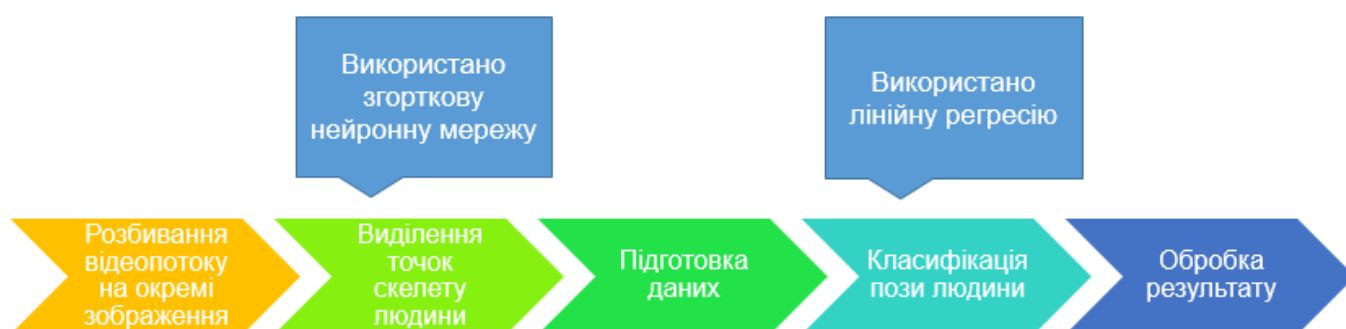 Використано
згорткову
нейронну мережу
Використано
лінійну регресію
Розбивання
відеопотоку
на окремі
зображення
Виділення
точок
скелету
людини
Підготовка
даних
Класифікація
пози людини
Обробка
результату